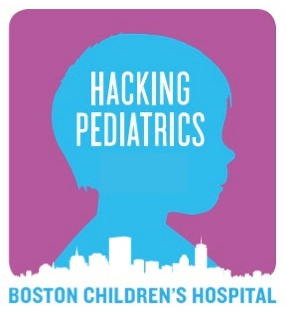 HACKING
PEDIATRICS
BOSTON CHILDREN'S HOSPITAL